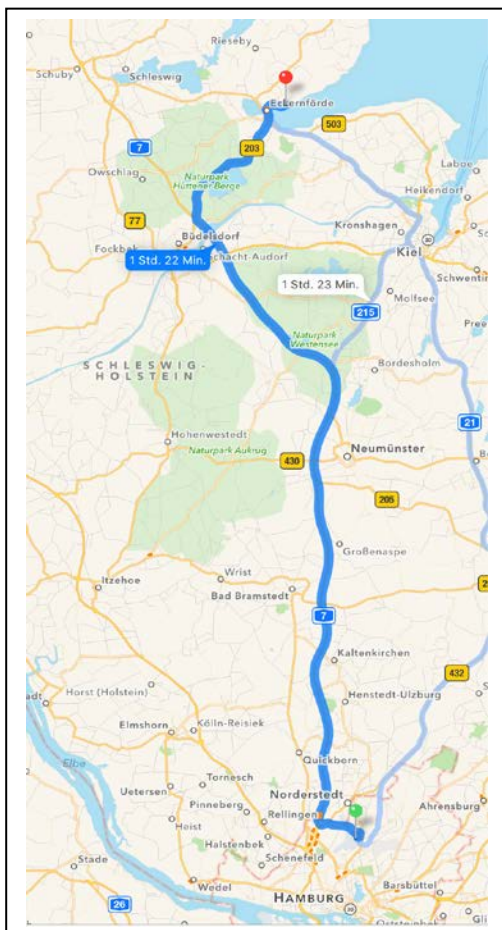 Rieseby
Schuby
Schleswig
Eckernförde
503
7
203
Owschlag
Naturpark
Hüttener Berge
Laboe
Heikendorf
77
Büdelsdorf
Kronshagen
Fockbek
Schacht Audorf
Kiel
1 Std. 22 Min.
1 Std. 23 Min.
Schwentin
Molfsee
215
Pree
Naturpark
Westensee
SCHLESWIG-
HOLSTEIN
Bordesholm
21
Hohenwestedt
Naturpark Aukrug
430
Neumünster
205
Großenaspe
Itzehoe
Wrist
Bad Bramstedt
7
Kaltenkirchen
432
Horst (Holstein)
Henstedt-Ulzburg
Elmshorn
Kölln-Reisiek
Elbe
Quickborn
Uetersen
Tornesch
Norderstedt
Pinneberg
Ahrensburg
Heist
Rellingen
Halstenbek
Schenefeld
Stade
Wedel
Barsbüttel
26
HAMBURG
Oststeinbek